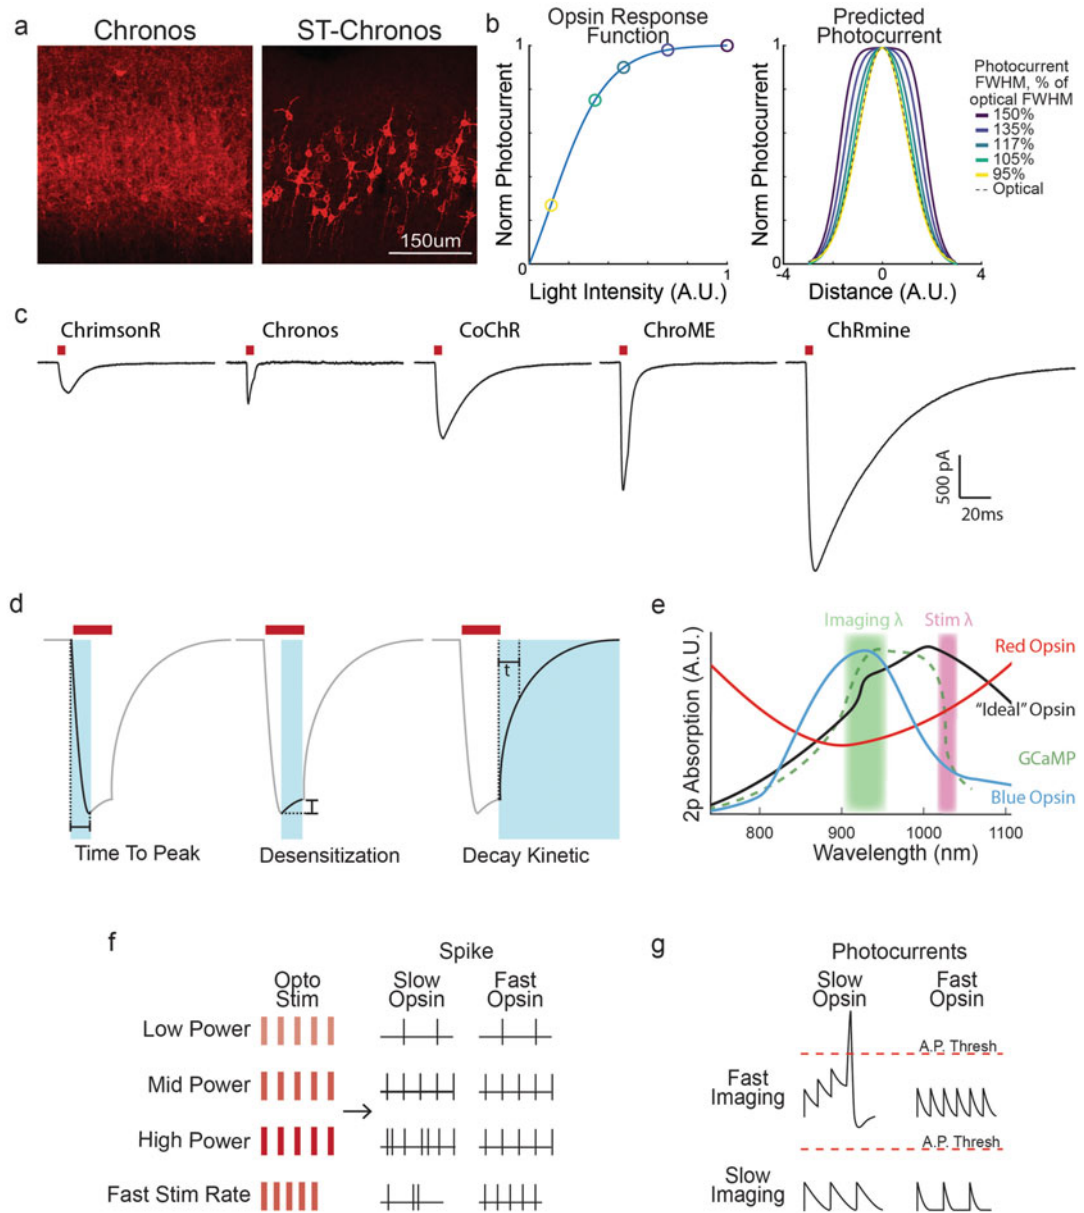 a
Chronos
ST-Chronos
150um
b
Opsin Response
Function
Norm Photocurrent
1
0
0
1
Light Intensity (A.U.)
Predicted
Photocurrent
Norm Photocurrent
1
0
-4
0
4
Distance (A.U.)
Photocurrent
FWHM, % of
optical FWHM
150%
135%
117%
105%
95%
Optical
c
ChrimsonR
Chronos
CoChR
ChroME
ChRmine
500 pA
20ms
d
Time To Peak
Desensitization
t
Decay Kinetic
e
Imaging λ
Stim λ
2p Absorption (A.U.)
Red Opsin
"Ideal" Opsin
GCaMP
Blue Opsin
800
900
1000
1100
Wavelength (nm)
f
Spike
Opto
Stim
Slow
Opsin
Fast
Opsin
Low Power
Mid Power
High Power
Fast Stim Rate
g
Photocurrents
Slow
Opsin
Fast
Opsin
A.P. Thresh
Fast
Imaging
A.P. Thresh
Slow
Imaging